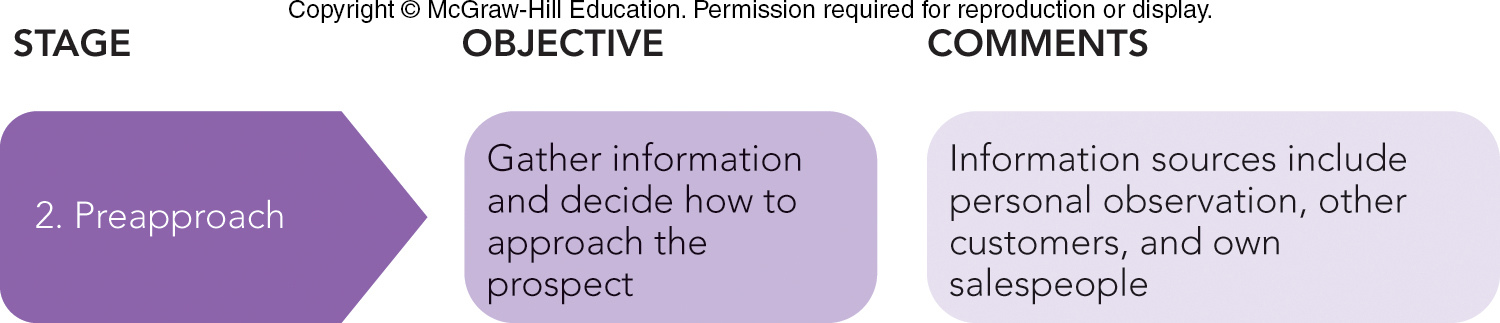 Copyright © McGraw-Hill Education. Permission required for reproduction or display.
STAGE
OBJECTIVE
COMMENTS
2. Preapproach
Gather information
and decide how to
approach the
prospect
Information sources include
personal observation, other
customers, and own
salespeople